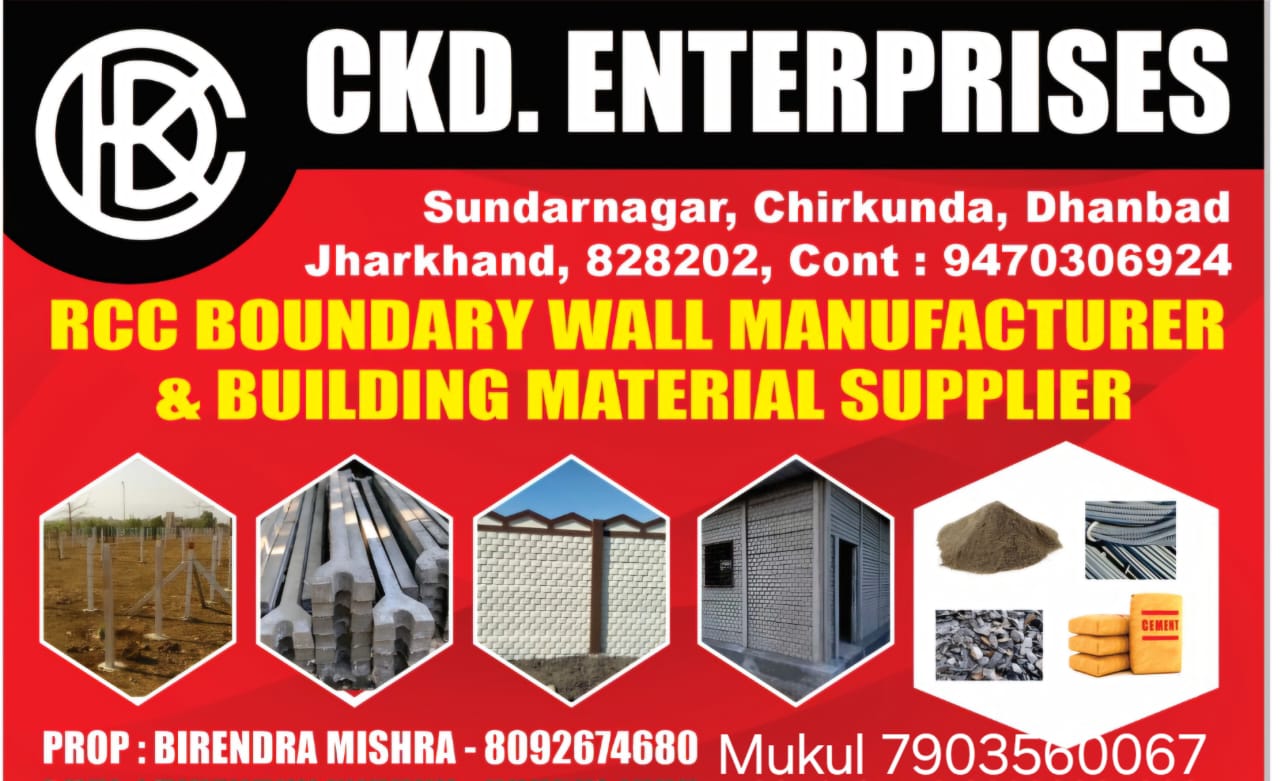 CKD
CKD. ENTERPRISES
Sundarnagar, Chirkunda, Dhanbad
Jharkhand, 828202, Cont : 9470306924
RCC BOUNDARY WALL MANUFACTURER
& BUILDING MATERIAL SUPPLIER
CEMENT
PROP : BIRENDRA MISHRA - 8092674680 Mukul 7903560067